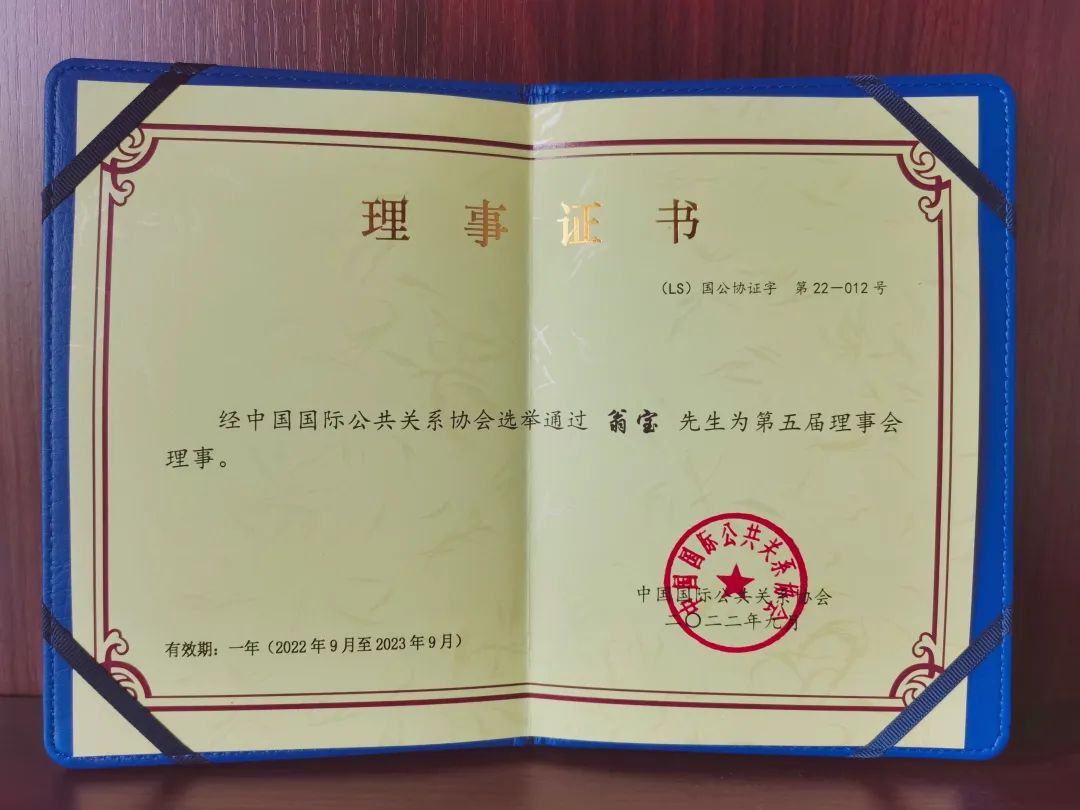 理事证书
（LS）国公协证字 第22－012号
经中国国际公共关系协会选举通过 翁宝 先生为第五届理事会
理事。
中国国际公共关系协会
中国国际公共关系协会
二〇二二年九月
有效期：一年（2022年9月至2023年9月）